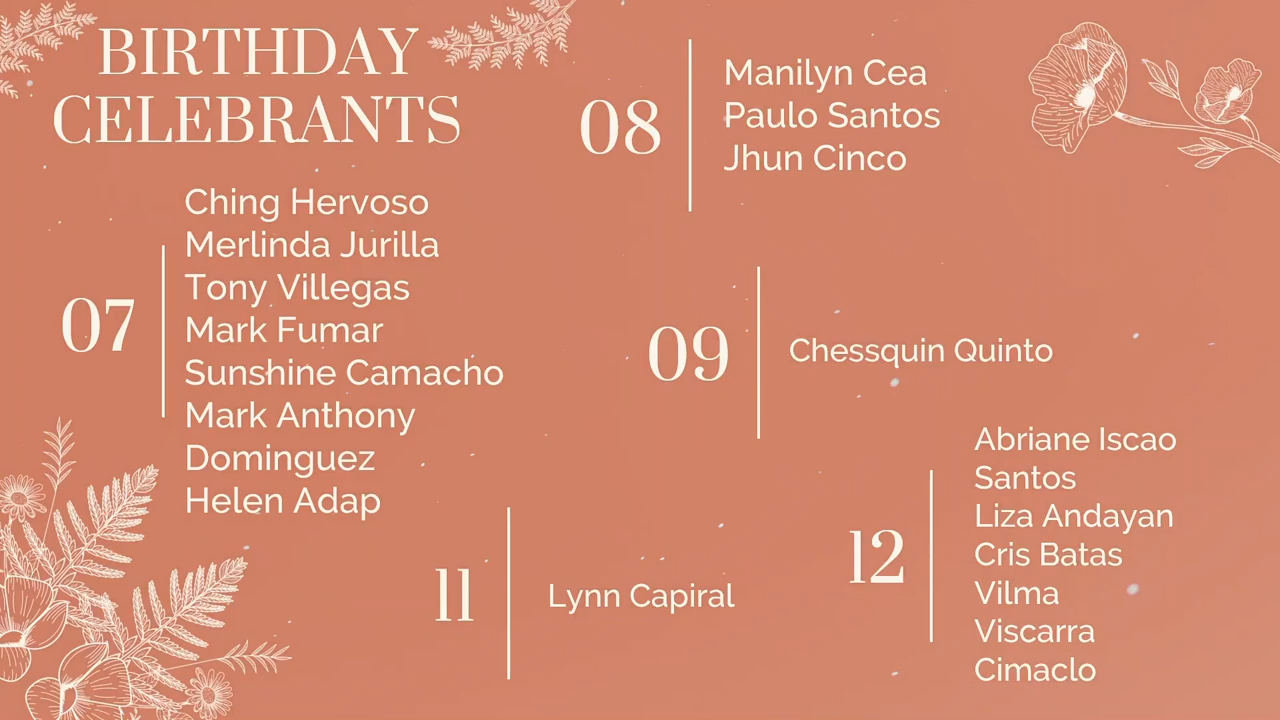 BIRTHDAY
CELEBRANTS
07
Ching Hervoso
Merlinda Jurilla
Tony Villegas
Mark Fumar
Sunshine Camacho
Mark Anthony
Dominguez
Helen Adap
08
Manilyn Cea
Paulo Santos
Jhun Cinco
09
Chessquin Quinto
11
Lynn Capiral
12
Abriane Iscao
Santos
Liza Andayan
Cris Batas
Vilma
Viscarra
Cimaclo